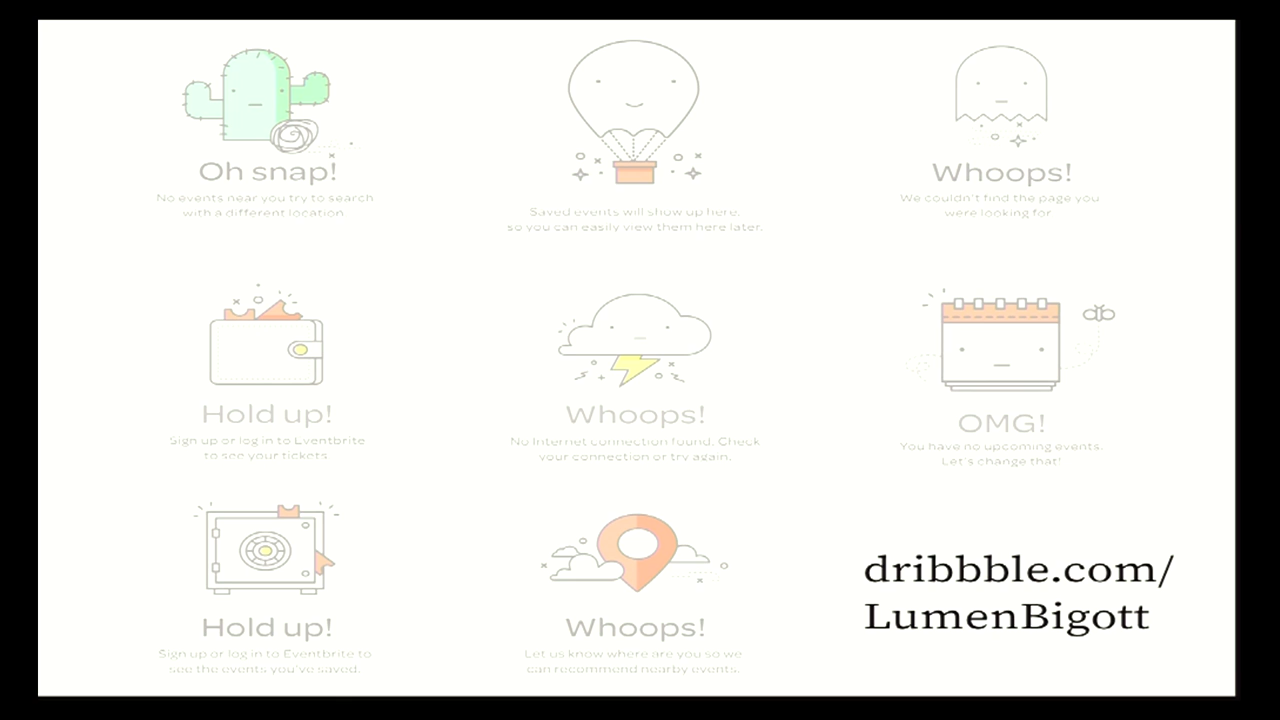 Oh snap!
No events near you try to search
with a different location
Saved events will show up here,
so you can easily view them here later.
Whoops!
We couldn't find the page you
were looking for
Hold up!
Sign up or log in to Eventbrite
to see your tickets
Whoops!
No Internet connection found. Check
your connection or try again.
OMG!
You have no upcoming events.
Let's change that!
Hold up!
Sign up or log in to Eventbrite to
see the events you've saved.
Whoops!
Let us know where are you so we
can recommend nearby events.
dribbble.com/
LumenBigott